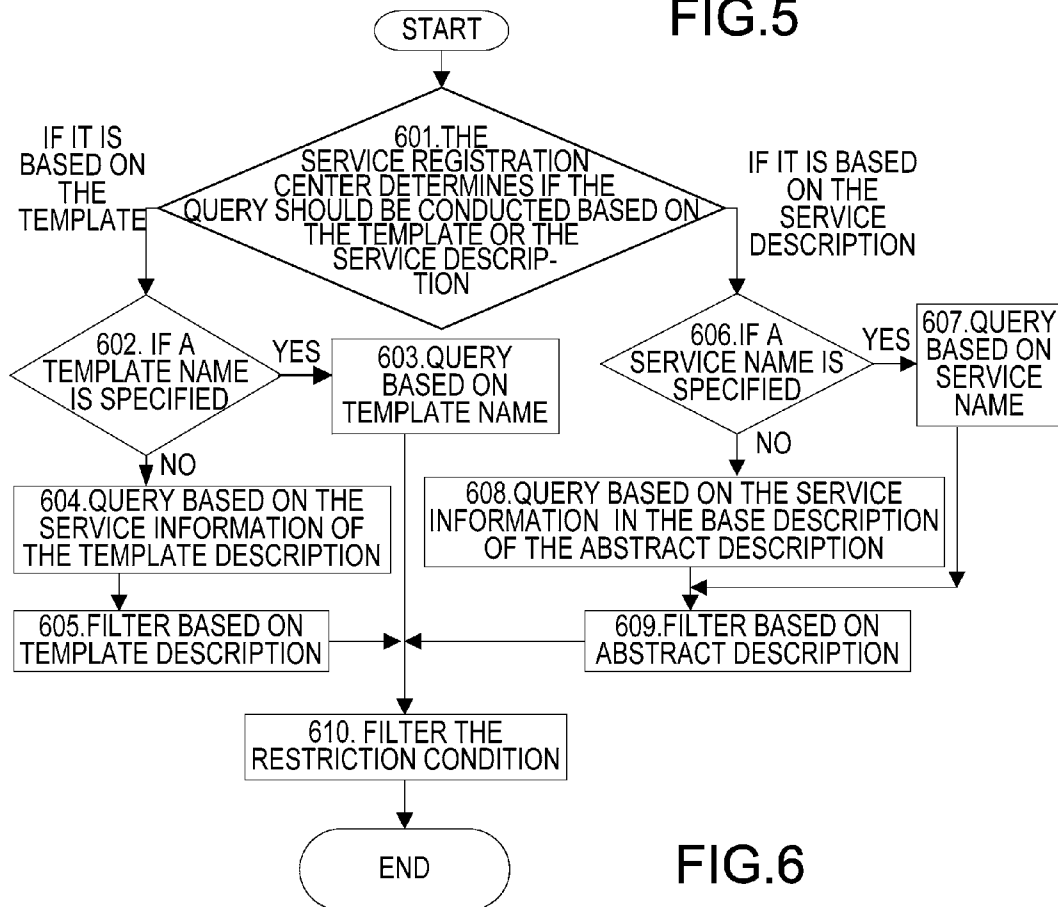 FIG.5
START
IF IT IS
BASED ON
THE
TEMPLATE
601.THE
SERVICE REGISTRATION
CENTER DETERMINES IF THE
QUERY SHOULD BE CONDUCTED BASED ON
THE TEMPLATE OR THE
SERVICE DESCRIP-
TION
IF IT IS BASED
ON THE
SERVICE
DESCRIPTION
602. IF A
TEMPLATE NAME
IS SPECIFIED
YES
603.QUERY
BASED ON
TEMPLATE NAME
606.IF A
SERVICE NAME IS
SPECIFIED
YES
607.QUERY
BASED ON
SERVICE
NAME
NO
604.QUERY BASED ON THE
SERVICE INFORMATION OF
THE TEMPLATE DESCRIPTION
NO
608.QUERY BASED ON THE SERVICE
INFORMATION IN THE BASE DESCRIPTION
OF THE ABSTRACT DESCRIPTION
605.FILTER BASED ON
TEMPLATE DESCRIPTION
609.FILTER BASED ON
ABSTRACT DESCRIPTION
610. FILTER THE
RESTRICTION CONDITION
END
FIG.6